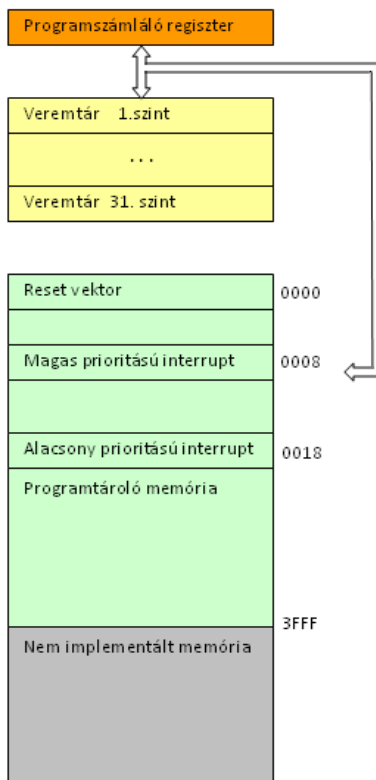 Programszámláló regiszter
Veremtár 1.szint
...
Veremtár 31. szint
Reset vektor 0000
Magas prioritású interrupt 0008
Alacsony prioritású interrupt 0018
Programtároló memória
3FFF
Nem implementált memória